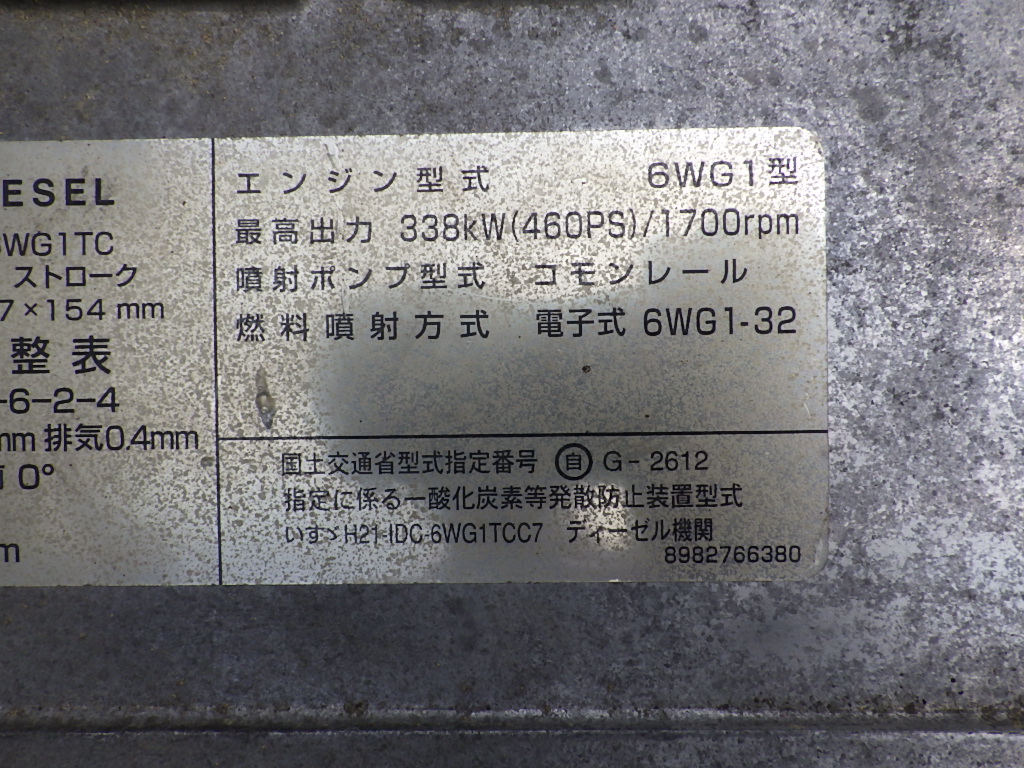 ESEL
6WG1TC
ストローク
7×154 mm
整表
-6-2-4
mm 排気0.4mm
0°
m
エンジン型式 6WG1型
最高出力 338kW(460PS)/1700rpm
噴射ポンプ型式 コモンレール
燃料噴射方式 電子式 6WG1-32
国土交通省型式指定番号 自 G-2612
指定に係る一酸化炭素等発散防止装置型式
いすゞH21-IDC-6WG1TCC7 ディーゼル機関
8982766380